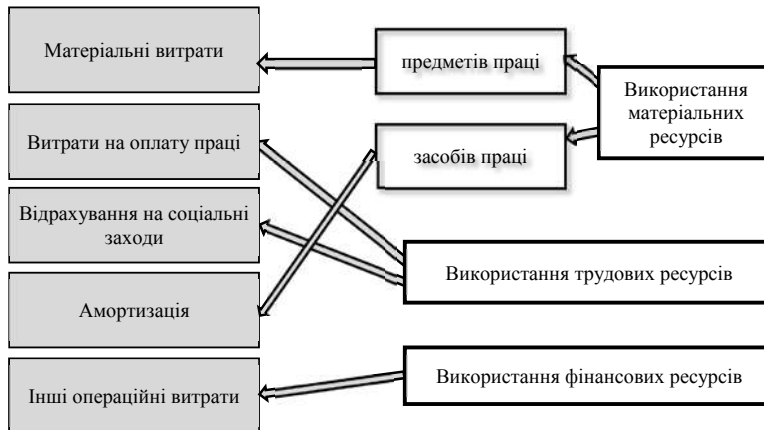 Матеріальні витрати
предметів праці
Використання
матеріальних
ресурсів
Витрати на оплату праці
засобів праці
Відрахування на соціальні
заходи
Використання трудових ресурсів
Амортизація
Використання фінансових ресурсів
Інші операційні витрати